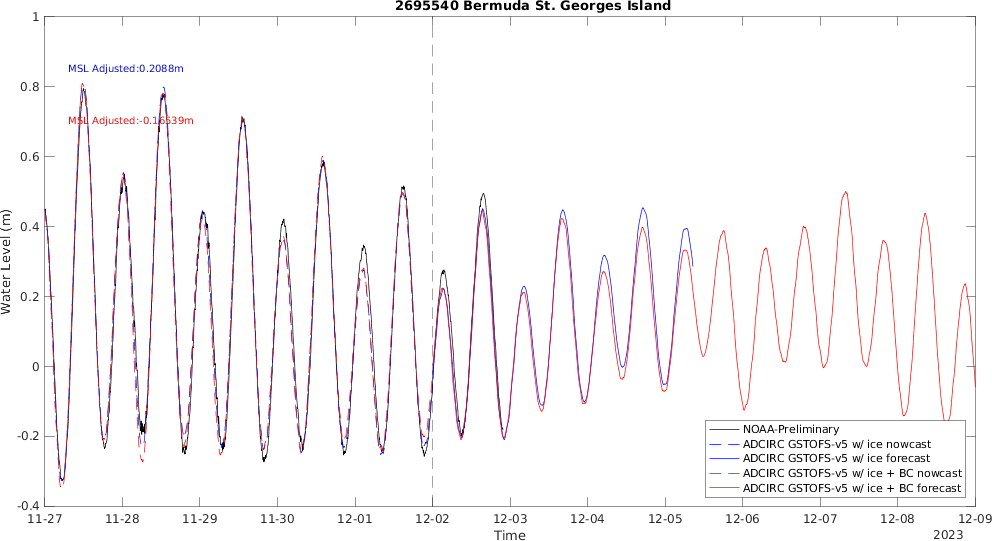 2695540 Bermuda St. Georges Island
1
MSL Adjusted:0.2088m
0.8
MSL Adjusted:-0.16539m
0.6
0.4
Water Level (m)
0.2
0
-0.2
NOAA-Preliminary
ADCIRC GSTOFS-v5 w/ ice nowcast
ADCIRC GSTOFS-v5 w/ ice forecast
ADCIRC GSTOFS-v5 w/ ice + BC nowcast
ADCIRC GSTOFS-v5 w/ ice + BC forecast
-0.4
11-27 11-28 11-29 11-30 12-01 12-02 12-03 12-04 12-05 12-06 12-07 12-08 12-09
Time
2023